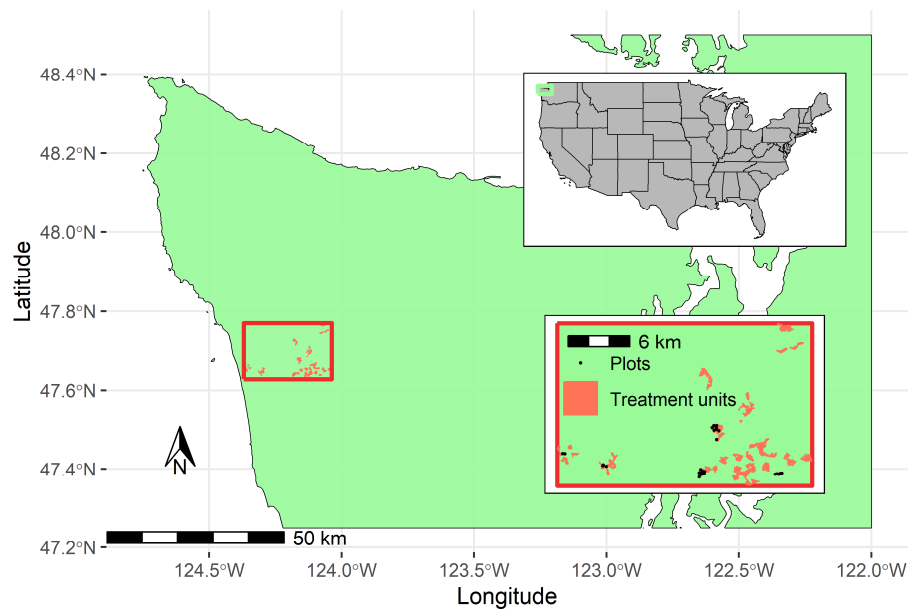 48.4°N
48.2°N
48.0°N
47.8°N
47.6°N
47.4°N
47.2°N
Latitude
6 km
Plots
Treatment units
N
50 km
124.5°W
124.0°W
123.5°W
123.0°W
122.5°W
122.0°W
Longitude